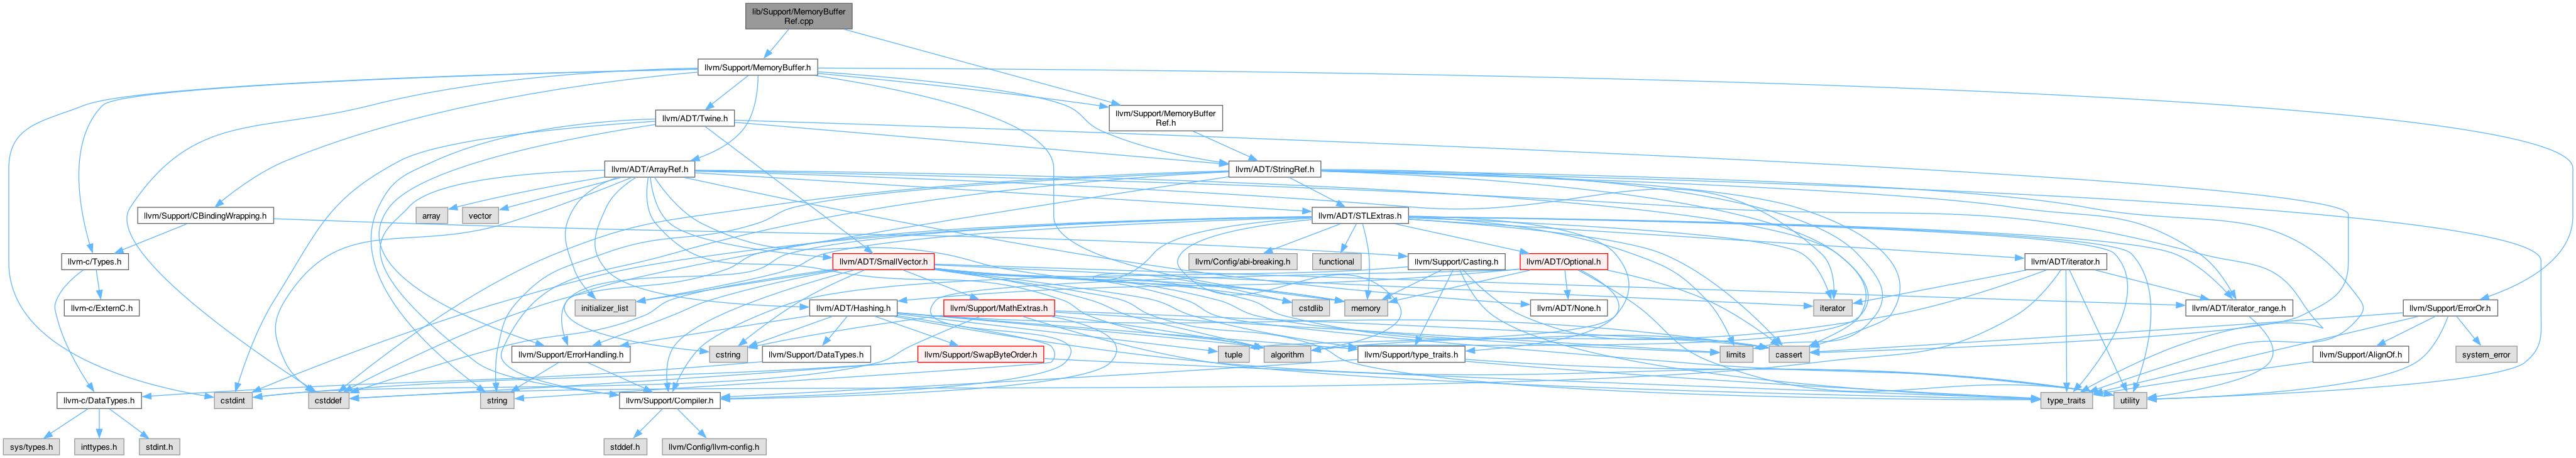 lib/Support/MemoryBuffer
Ref.cpp
llvm/Support/MemoryBuffer.h
llvm/ADT/Twine.h
llvm/Support/MemoryBuffer
Ref.h
llvm/ADT/ArrayRef.h
llvm/ADT/StringRef.h
array
vector
llvm/Support/CBindingWrapping.h
llvm/ADT/STLExtras.h
llvm-c/Types.h
llvm/ADT/SmallVector.h
llvm/Config/abi-breaking.h
functional
llvm/Support/Casting.h
llvm/ADT/Optional.h
llvm/ADT/iterator.h
llvm-c/ExternC.h
initializer_list
llvm/ADT/Hashing.h
llvm/Support/MathExtras.h
cstdlib
memory
llvm/ADT/None.h
iterator
llvm/ADT/iterator_range.h
llvm/Support/ErrorOr.h
llvm/Support/ErrorHandling.h
cstring
llvm/Support/DataTypes.h
llvm/Support/SwapByteOrder.h
tuple
algorithm
llvm/Support/type_traits.h
limits
cassert
llvm/Support/AlignOf.h
system_error
llvm-c/DataTypes.h
cstdint
cstddef
string
llvm/Support/Compiler.h
type_traits
utility
sys/types.h
inttypes.h
stdint.h
stddef.h
llvm/Config/llvm-config.h